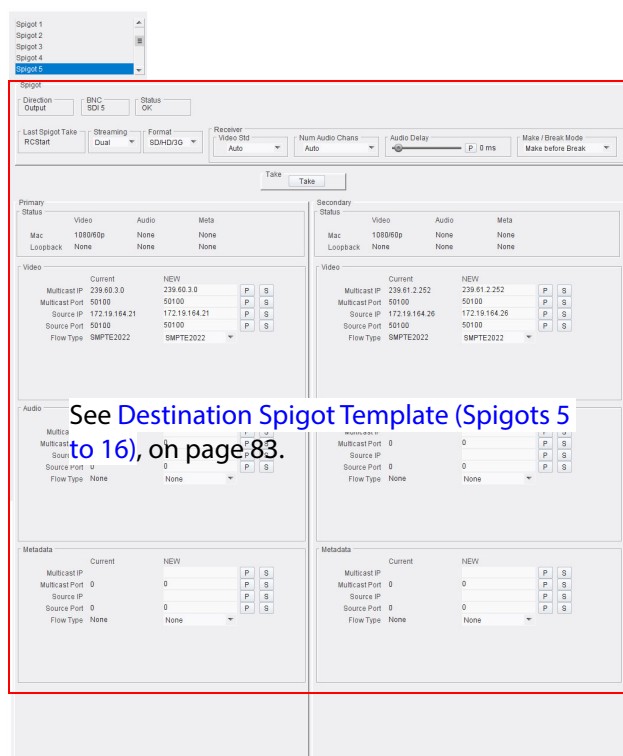 Spigot 1
Spigot 2
Spigot 3
Spigot 4
Spigot 5
Spigot
Direction BNC Status
Output SDI 5 OK
Last Spigot Take Streaming Format Receiver
Video Std Num Audio Chans Audio Delay Make / Break Mode
RCStart Dual SD/HD/3G Auto Auto P 0 ms Make before Break
Take
Take
Primary
Status
Video Audio Meta
Mac 1080/60p None None
Loopback None None None
Video
Current NEW
Multicast IP 239.60.3.0 239.60.3.0 P S
Multicast Port 50100 50100 P S
Source IP 172.19.164.21 172.19.164.21 P S
Source Port 50100 50100 P S
Flow Type SMPTE2022 SMPTE2022
Secondary
Status
Video Audio Meta
Mac 1080/60p None None
Loopback None None None
Video
Current NEW
Multicast IP 239.61.2.252 239.61.2.252 P S
Multicast Port 50100 50100 P S
Source IP 172.19.164.26 172.19.164.26 P S
Source Port 50100 50100 P S
Flow Type SMPTE2022 SMPTE2022
See Destination Spigot Template (Spigots 5
to 16), on page 83.
Audio
Source Port 0 0 P S
Flow Type None None
Multicast Port 0 0 P S
Source IP P S
Source Port 0 0 P S
Flow Type None None
Metadata
Current NEW
Multicast IP P S
Multicast Port 0 0 P S
Source IP P S
Source Port 0 0 P S
Flow Type None None
Metadata
Current NEW
Multicast IP P S
Multicast Port 0 0 P S
Source IP P S
Source Port 0 0 P S
Flow Type None None